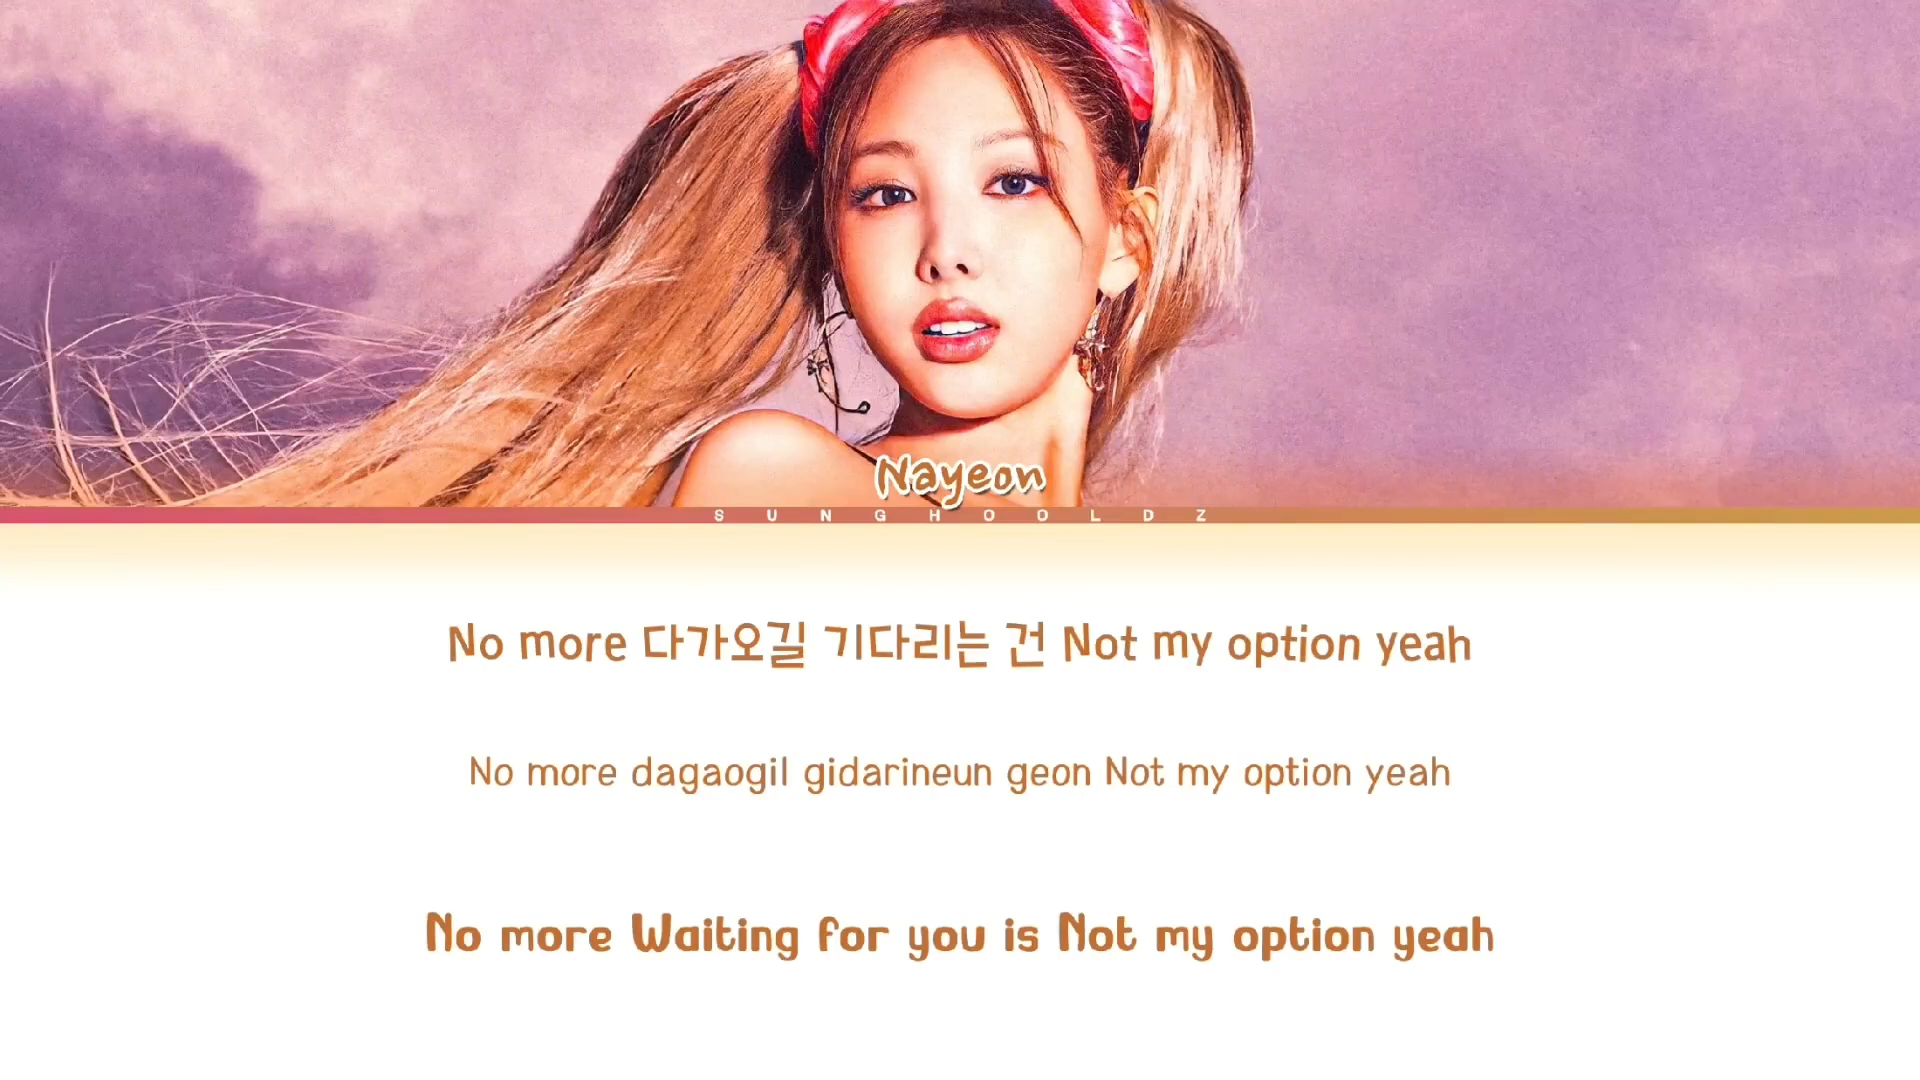 Nayeon
SUNGHOOLDZ
No more 다가오길 기다리는 건 Not my option yeah
No more dagaogil gidarineun geon Not my option yeah
No more Waiting for you is Not my option yeah